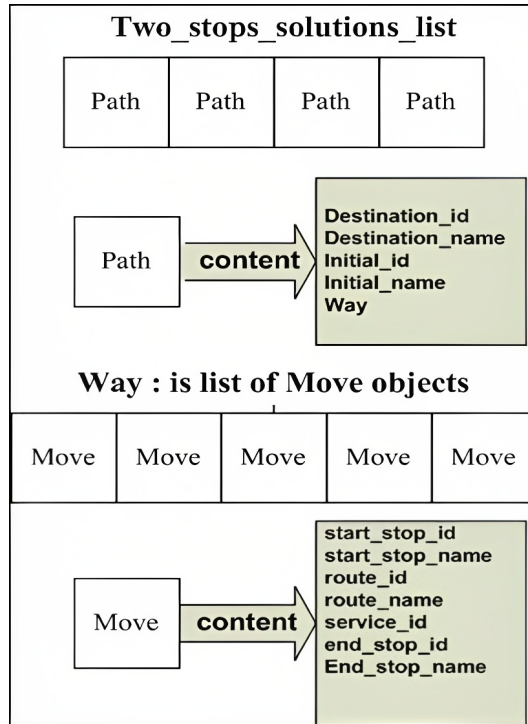 Two_stops_solutions_list
Path Path Path Path
Path
content
Destination_id
Destination_name
Initial_id
Initial_name
Way
Way : is list of Move objects
Move Move Move Move Move
Move
content
start_stop_id
start_stop_name
route_id
route_name
service_id
end_stop_id
End_stop_name